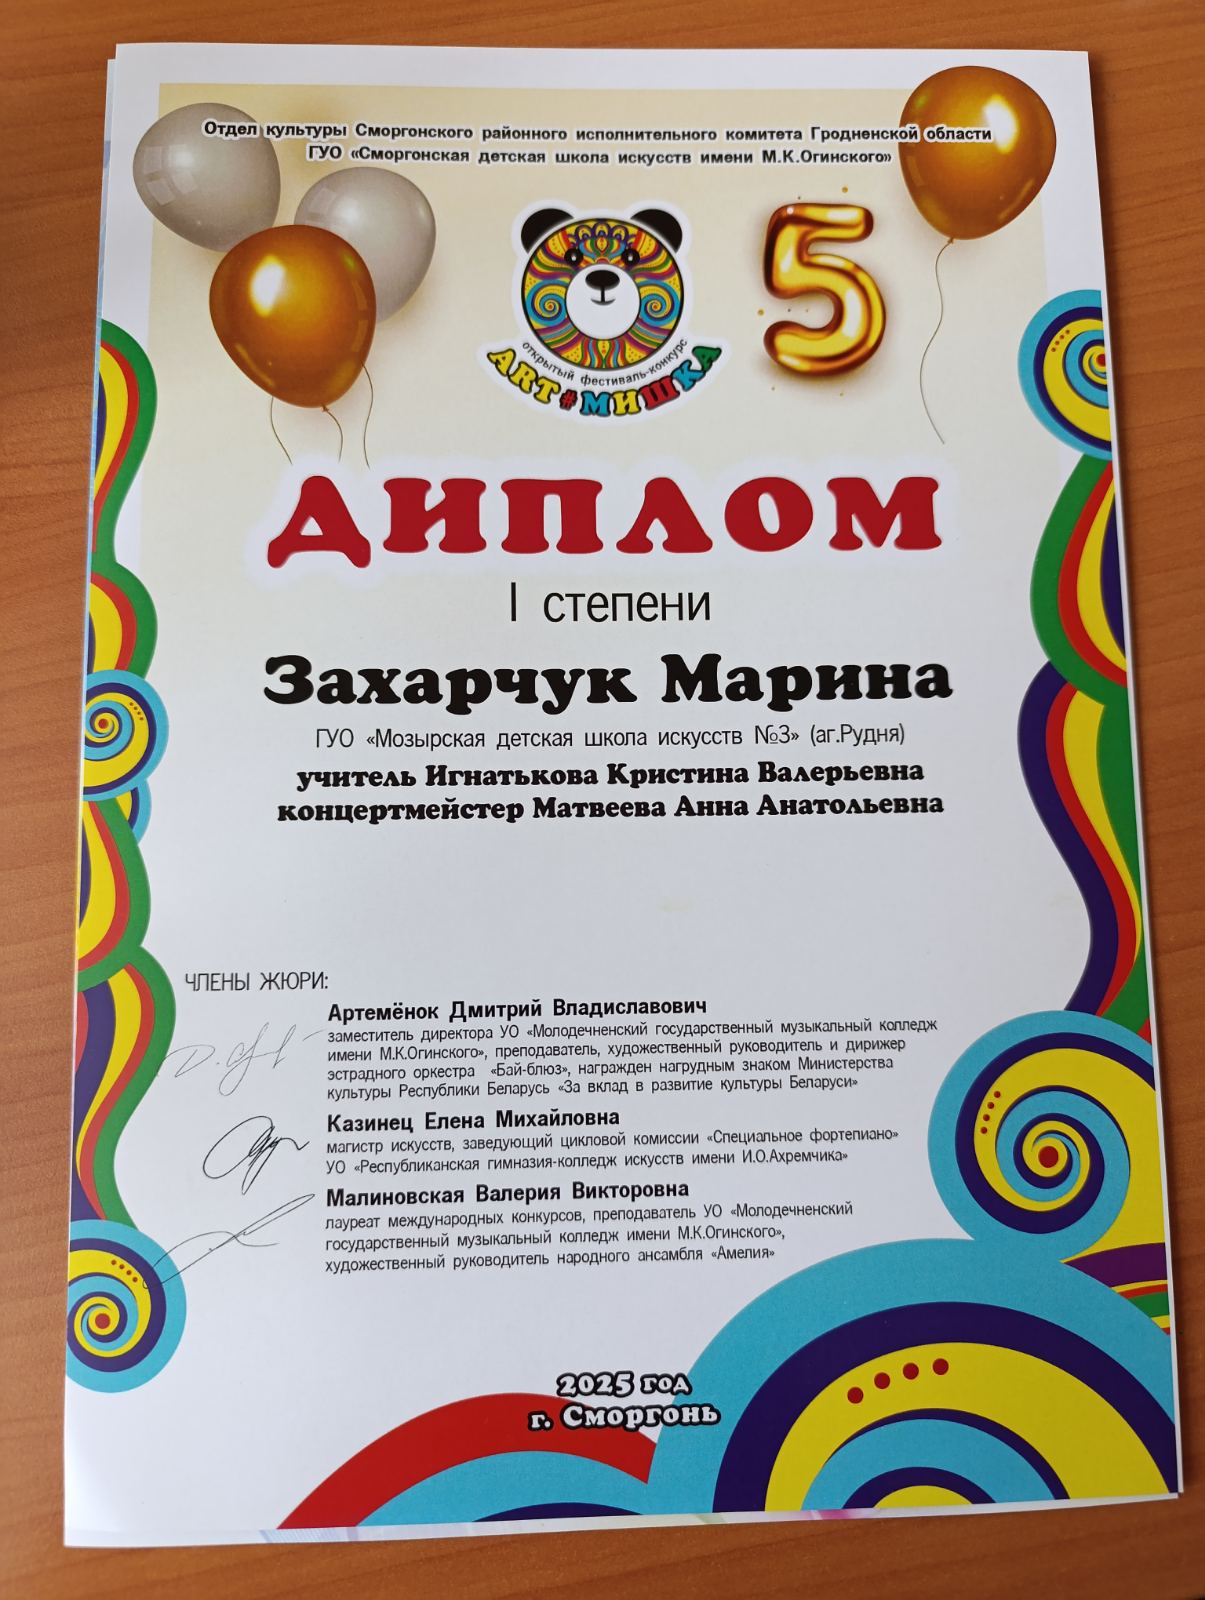 Отдел культуры Сморгонского районного исполнительного комитета Гродненской области
ГУО «Сморгонская детская школа искусств имени М.К.Огинского»
5
открытый фестиваль-конкурс
ART#МИШКА
ДИПЛОМ
I степени
Захарчук Марина
ГУО «Мозырская детская школа искусств №3» (аг.Рудня)
учитель Игнатькова Кристина Валерьевна
концертмейстер Матвеева Анна Анатольевна
ЧЛЕНЫ ЖЮРИ:
Артемёнок Дмитрий Владиславович
заместитель директора УО «Молодечненский государственный музыкальный колледж
имени М.К.Огинского», преподаватель, художественный руководитель и дирижер
эстрадного оркестра «Бай-блюз», награжден нагрудным знаком Министерства
культуры Республики Беларусь «За вклад в развитие культуры Беларуси»
Казинец Елена Михайловна
магистр искусств, заведующий цикловой комиссии «Специальное фортепиано»
УО «Республиканская гимназия-колледж искусств имени И.О.Ахремчика»
Малиновская Валерия Викторовна
лауреат международных конкурсов, преподаватель УО «Молодечненский
государственный музыкальный колледж имени М.К.Огинского»,
художественный руководитель народного ансамбля «Амелия»
2025 год
г. Сморгонь